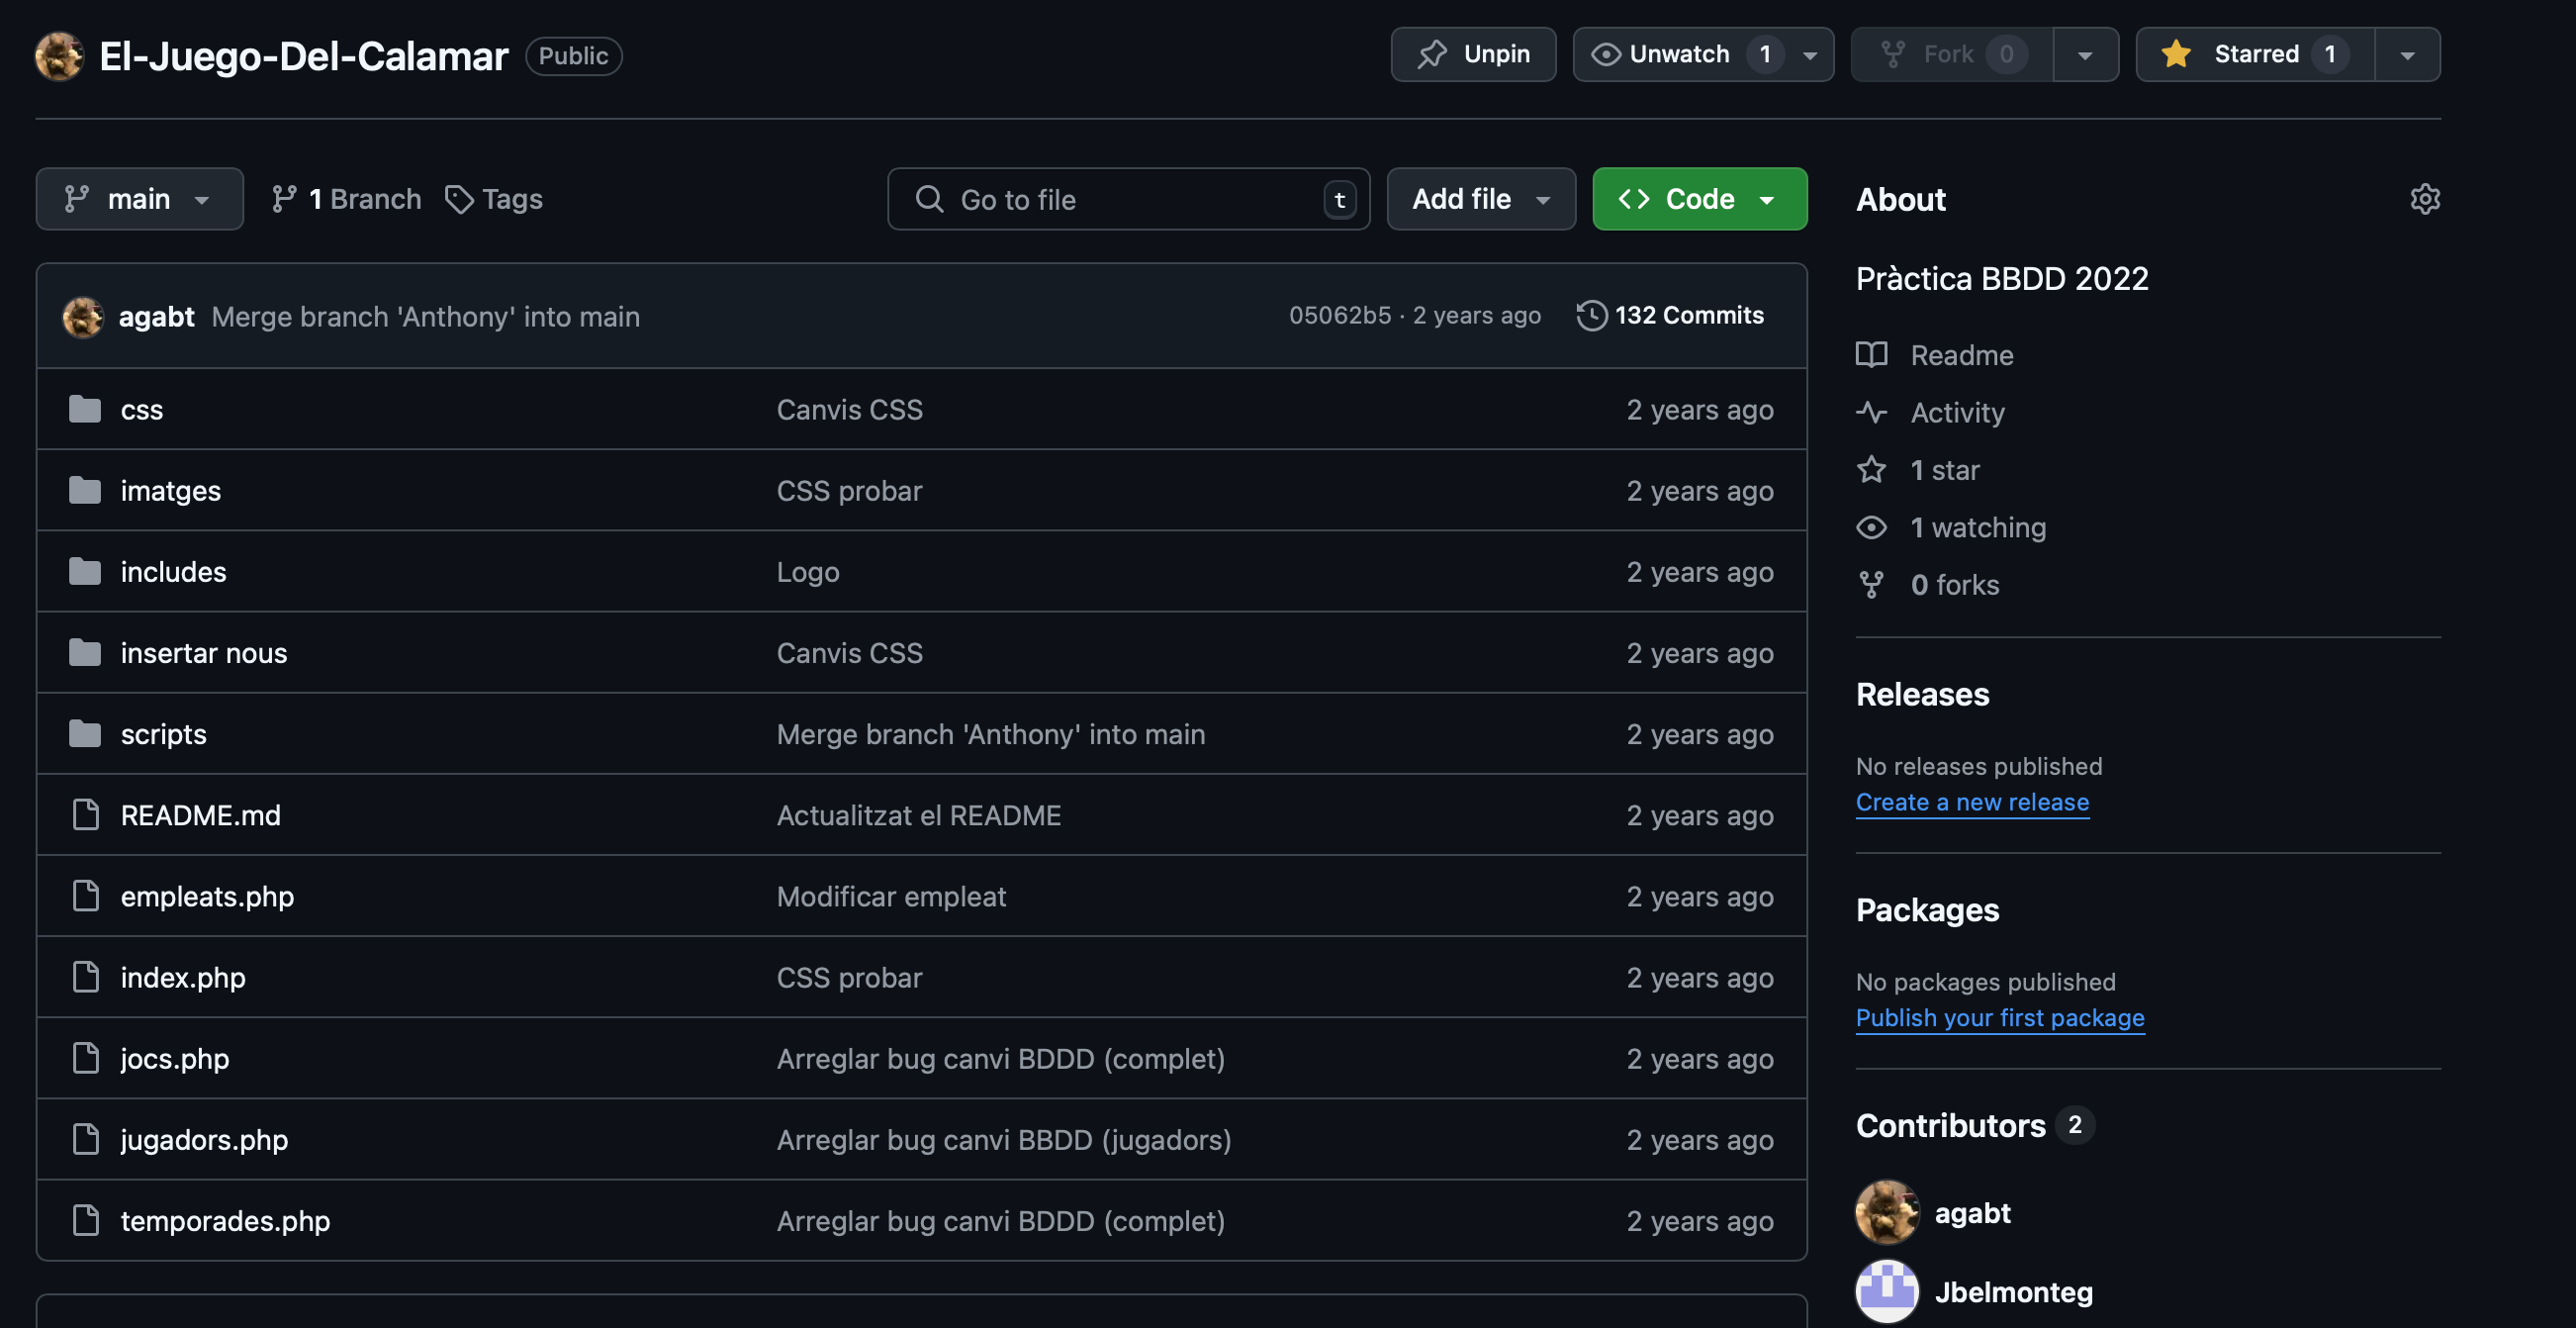 El-Juego-Del-Calamar Public Unpin Unwatch 1 Fork 0 Starred 1
main 1 Branch Tags Go to file t Add file Code
agabt Merge branch 'Anthony' into main 05062b5 · 2 years ago 132 Commits
css Canvis CSS 2 years ago
imatges CSS probar 2 years ago
includes Logo 2 years ago
insertar nous Canvis CSS 2 years ago
scripts Merge branch 'Anthony' into main 2 years ago
README.md Actualitzat el README 2 years ago
empleats.php Modificar empleat 2 years ago
index.php CSS probar 2 years ago
jocs.php Arreglar bug canvi BDDD (complet) 2 years ago
jugadors.php Arreglar bug canvi BBDD (jugadors) 2 years ago
temporades.php Arreglar bug canvi BDDD (complet) 2 years ago
About
Pràctica BBDD 2022
Readme
Activity
1 star
1 watching
0 forks
Releases
No releases published
Create a new release
Packages
No packages published
Publish your first package
Contributors 2
agabt
Jbelmonteg